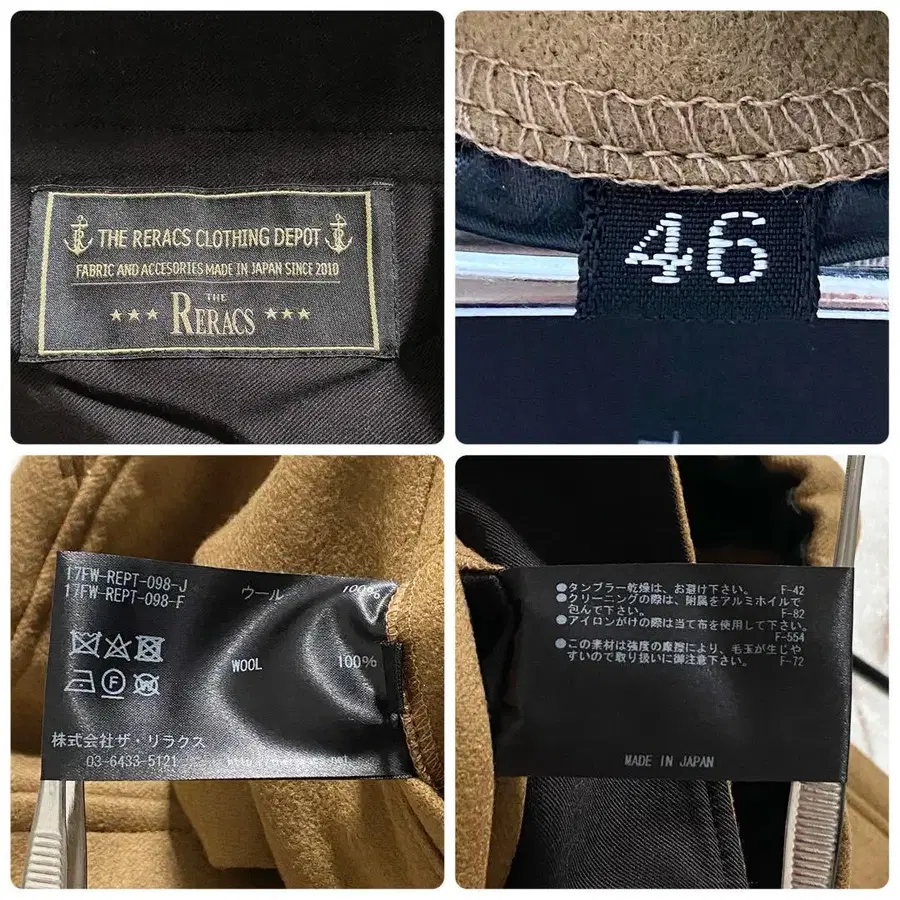 THE RERACS CLOTHING DEPOT
FABRIC AND ACCESORIES MADE IN JAPAN SINCE 2010
THE
RERACS
46
17FW-REPT-098-J
17FW-REPT-098-F
ウール 100%
WOOL 100%
株式会社ザ・リラクス
03-6433-5121
●タンブラー乾燥は、お避け下さい。 F-42
●クリーニングの際は、附属をアルミホイルで
包んで下さい。 F-82
●アイロンがけの際は当て布を使用して下さい。
F-554
●この素材は強度の摩擦により、毛玉が生じや
すいので取り扱いに御注意下さい。 F-72
MADE IN JAPAN